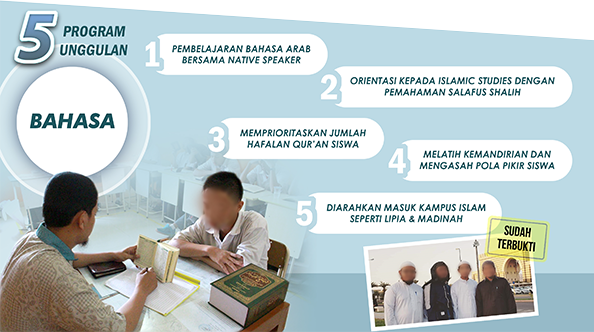 5 PROGRAM
UNGGULAN
BAHASA
1 PEMBELAJARAN BAHASA ARAB
BERSAMA NATIVE SPEAKER
2 ORIENTASI KEPADA ISLAMIC STUDIES DENGAN
PEMAHAMAN SALAFUS SHALIH
3 MEMPRIORITASKAN JUMLAH
HAFALAN QUR'AN SISWA
4 MELATIH KEMANDIRIAN DAN
MENGASAH POLA PIKIR SISWA
5 DIARAHKAN MASUK KAMPUS ISLAM
SEPERTI LIPIA & MADINAH
SUDAH
TERBUKTI